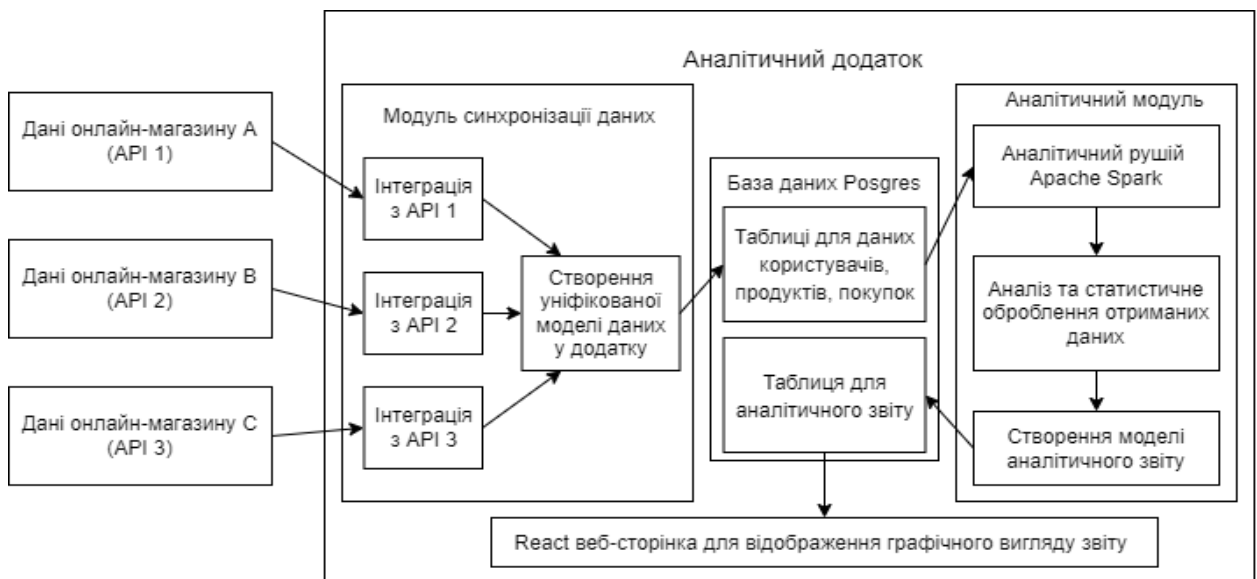 Аналітичний додаток
Дані онлайн-магазину А
(API 1)
Дані онлайн-магазину В
(API 2)
Дані онлайн-магазину С
(API 3)
Модуль синхронізації даних
Інтеграція
з API 1
Інтеграція
з API 2
Інтеграція
з API 3
Створення
уніфікованої
моделі даних
у додатку
База даних Posgres
Таблиці для даних
користувачів,
продуктів, покупок
Таблиця для
аналітичного звіту
Аналітичний модуль
Аналітичний рушій
Apache Spark
Аналіз та статистичне
оброблення отриманих
даних
Створення моделі
аналітичного звіту
React веб-сторінка для відображення графічного вигляду звіту